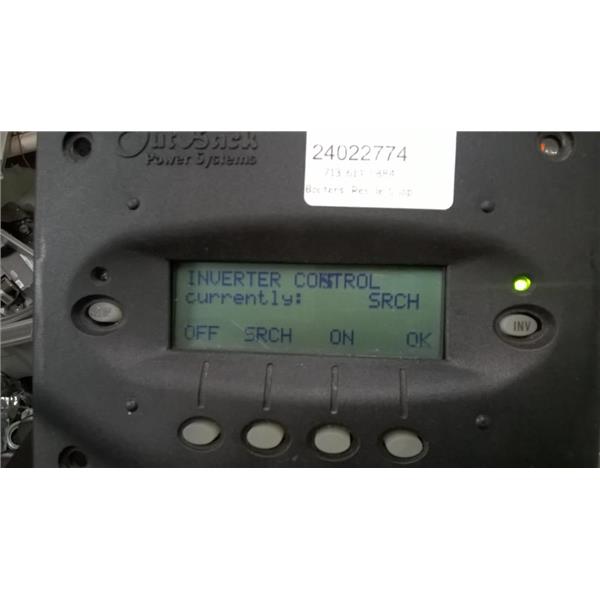 OutBack
Power Systems
24022774
INVERTER CONTROL
currently: SRCH
OFF SRCH ON OK
INV